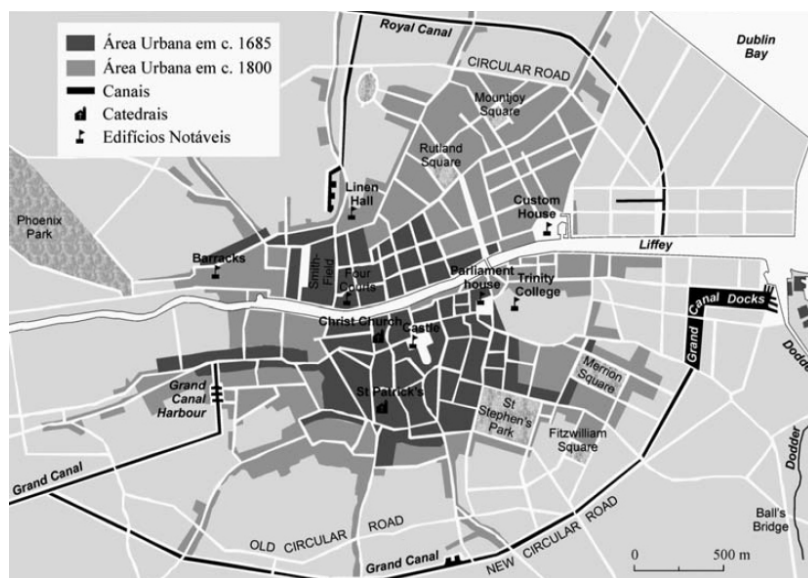 Área Urbana em c. 1685
Área Urbana em c. 1800
Canais
Catedrais
Edifícios Notáveis
Royal Canal
CIRCULAR ROAD
Dublin
Bay
Mountjoy
Square
Rutland
Square
Linen
Hall
Custom
House
Phoenix
Park
Barracks
Smith-
Field
Four
Courts
Liffey
Parliament
house
Trinity
College
Christ Church
Castle
Grand
Canal Docks
Dodder
Grand
Canal
Harbour
St Patrick's
St
Stephen's
Park
Merrion
Square
Fitzwilliam
Square
Grand Canal
Dodder
Ball's
Bridge
OLD CIRCULAR ROAD
NEW CIRCULAR ROAD
Grand Canal
0 500 m